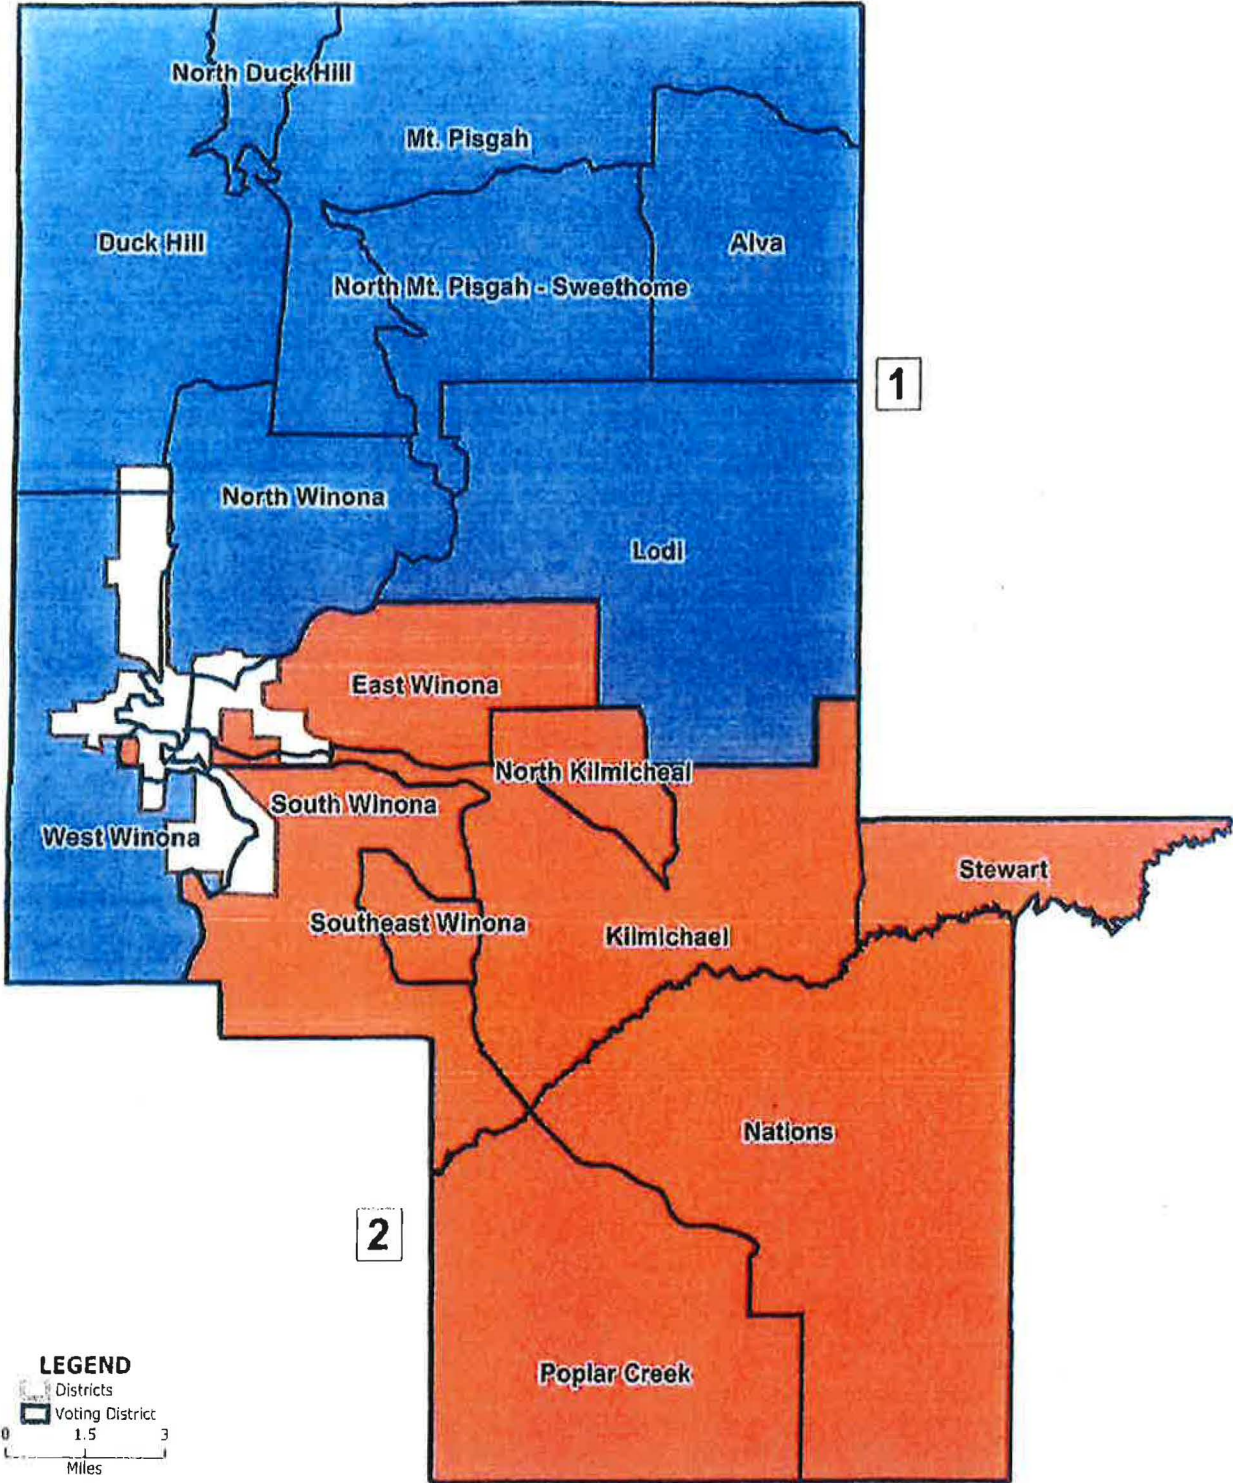 North Duck Hill
Mt. Pisgah
Duck Hill
Alva
North Mt. Pisgah - Sweethome
1
North Winona
Lodi
East Winona
North Kilmicheal
South Winona
West Winona
Stewart
Southeast Winona
Kilmichael
Nations
2
Poplar Creek
LEGEND
Districts
Voting District
0 1.5 3
Miles